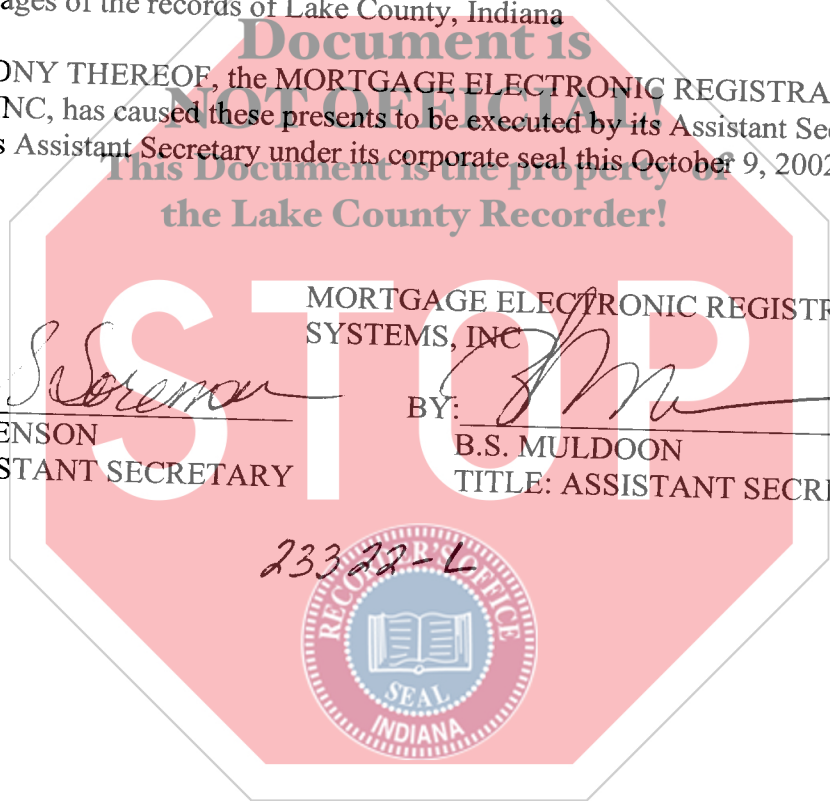 ages of the records of Lake County, Indiana
Document is
ONY THEREOF, the MORTGAGE ELECTRONIC REGISTRA
NOT OFFICIAL!
NC, has caused these presents to be executed by its Assistant Se
s Assistant Secretary under its corporate seal this October 9, 2002
This Document is the property of
the Lake County Recorder!
STOP
MORTGAGE ELECTRONIC REGISTR
SYSTEMS, INC
S Sorenson
BY:
ENSON
STANT SECRETARY
B.S. MULDOON
TITLE: ASSISTANT SECRE
23322-L
RECORDER'S OFFICE
SEAL
INDIANA